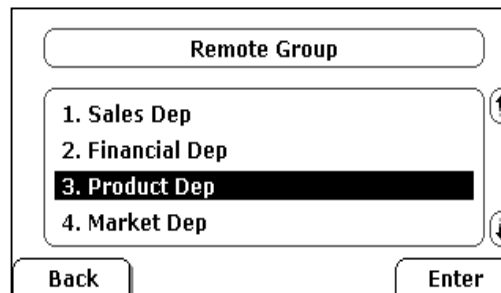 Remote Group
1. Sales Dep
2. Financial Dep
3. Product Dep
4. Market Dep
Back
Enter